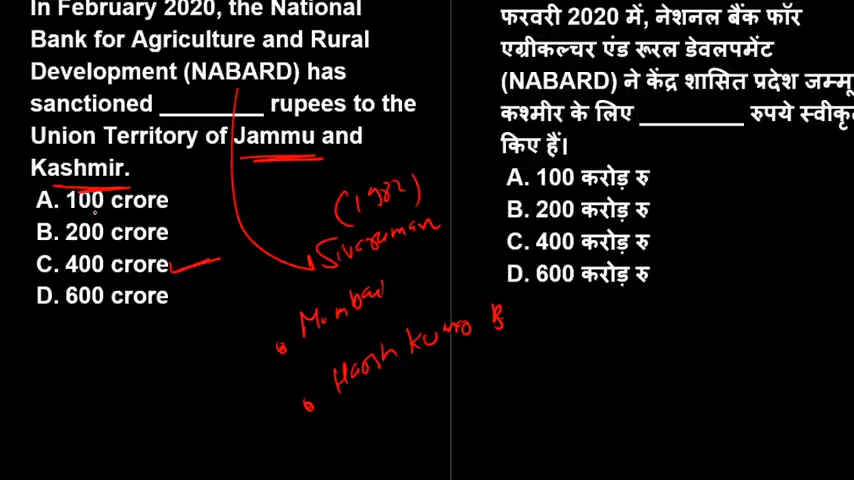 In February 2020, the National
Bank for Agriculture and Rural
Development (NABARD) has
sanctioned ________ rupees to the
Union Territory of Jammu and
Kashmir.
A. 100 crore
B. 200 crore
C. 400 crore
D. 600 crore
(1982)
Sivaraman
Mumbai
Harsh Kumar
फरवरी 2020 में, नेशनल बैंक फॉर
एग्रीकल्चर एंड रूरल डेवलपमेंट
(NABARD) ने केंद्र शासित प्रदेश जम्मू
कश्मीर के लिए ________ रुपये स्वीकृत
किए हैं।
A. 100 करोड़ रु
B. 200 करोड़ रु
C. 400 करोड़ रु
D. 600 करोड़ रु